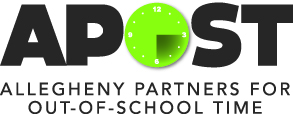 APOST
ALLEGHENY PARTNERS FOR
OUT-OF-SCHOOL TIME